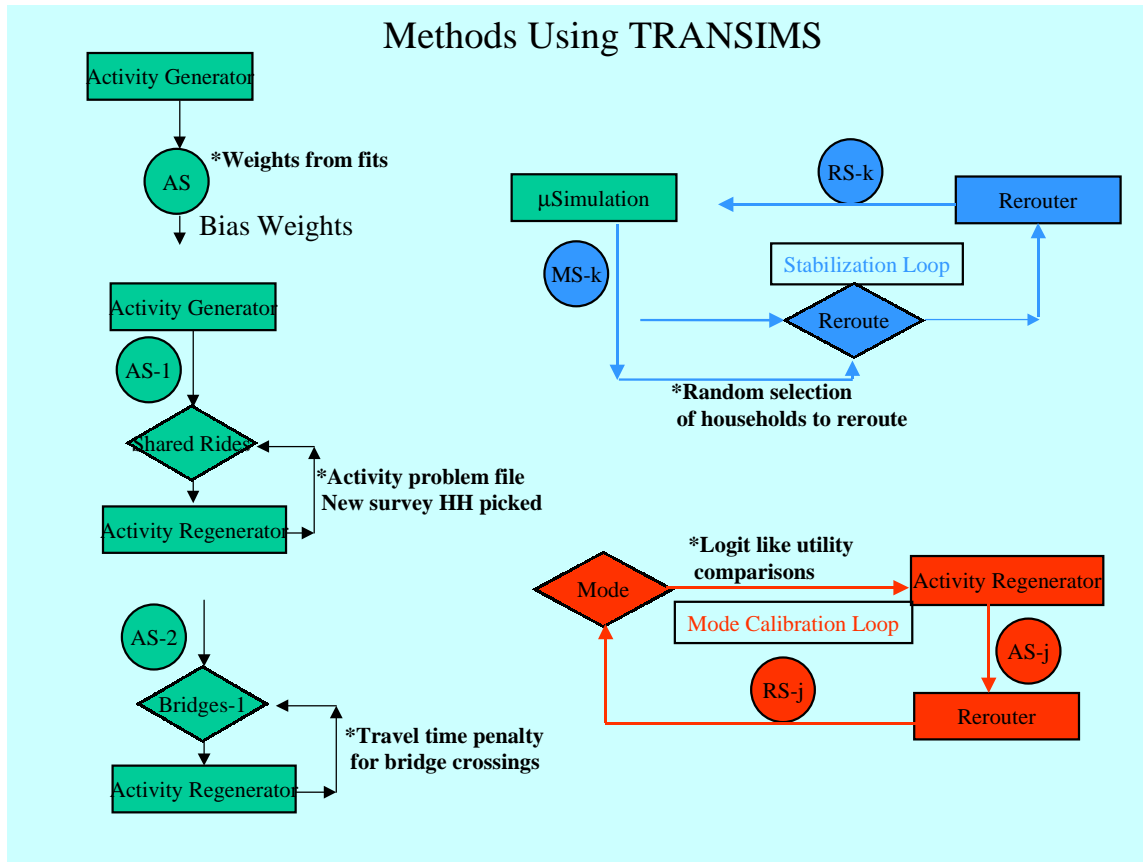 Methods Using TRANSIMS
Activity Generator
*Weights from fits
AS
Bias Weights
Activity Generator
AS-1
Shared Rides
*Activity problem file
New survey HH picked
Activity Regenerator
AS-2
Bridges-1
*Travel time penalty
for bridge crossings
Activity Regenerator
RS-k
µSimulation
Rerouter
MS-k
Stabilization Loop
Reroute
*Random selection
of households to reroute
*Logit like utility
comparisons
Mode
Activity Regenerator
Mode Calibration Loop
AS-j
RS-j
Rerouter